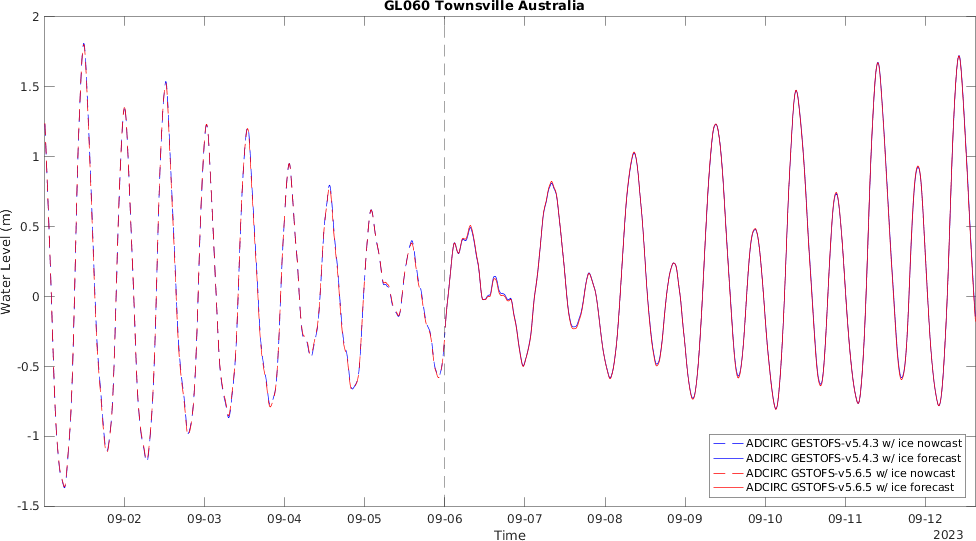 GL060 Townsville Australia
Water Level (m)
2
1.5
1
0.5
0
-0.5
-1
-1.5
ADCIRC GESTOFS-v5.4.3 w/ ice nowcast
ADCIRC GESTOFS-v5.4.3 w/ ice forecast
ADCIRC GSTOFS-v5.6.5 w/ ice nowcast
ADCIRC GSTOFS-v5.6.5 w/ ice forecast
09-02 09-03 09-04 09-05 09-06 09-07 09-08 09-09 09-10 09-11 09-12
Time
2023